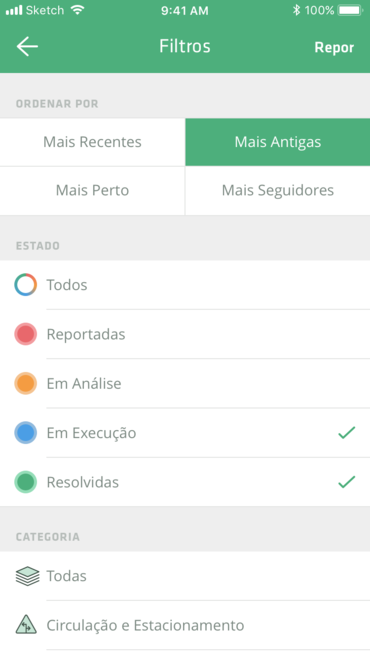 Sketch 9:41 AM 100%
Filtros Repor
ORDENAR POR
Mais Recentes Mais Antigas
Mais Perto Mais Seguidores
ESTADO
Todos
Reportadas
Em Análise
Em Execução
Resolvidas
CATEGORIA
Todas
Circulação e Estacionamento